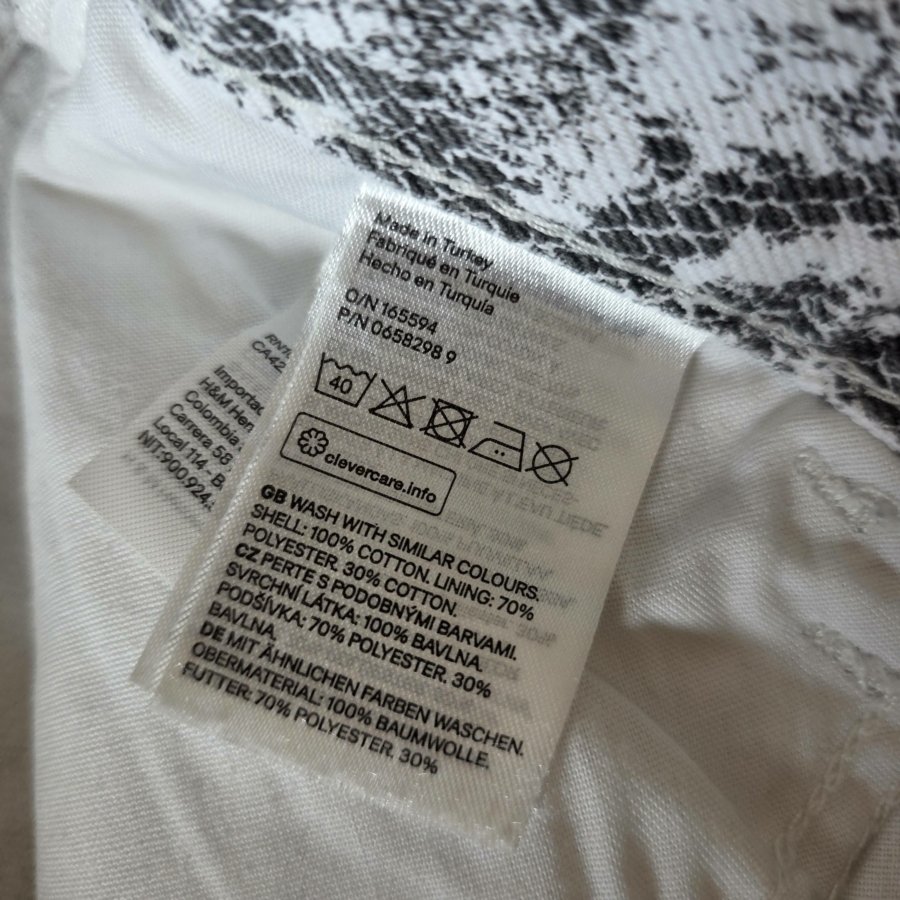 Made in Turkey
Fabriqué en Turquie
Hecho en Turquía
O/N 165594
P/N 0658298 9
40
clevercare.info
GB WASH WITH SIMILAR COLOURS.
SHELL: 100% COTTON. LINING: 70%
POLYESTER. 30% COTTON.
CZ PERTE S PODOBNÝMI BARVAMI.
SVRCHNÍ LÁTKA: 100% BAVLNA.
PODŠÍVKA: 70% POLYESTER. 30%
BAVLNA.
DE MIT ÄHNLICHEN FARBEN WASCHEN.
OBERMATERIAL: 100% BAUMWOLLE.
FUTTER: 70% POLYESTER. 30%
CA42
H&M
Colombia
Carrera 58
Local 114 - B
NIT:900.924